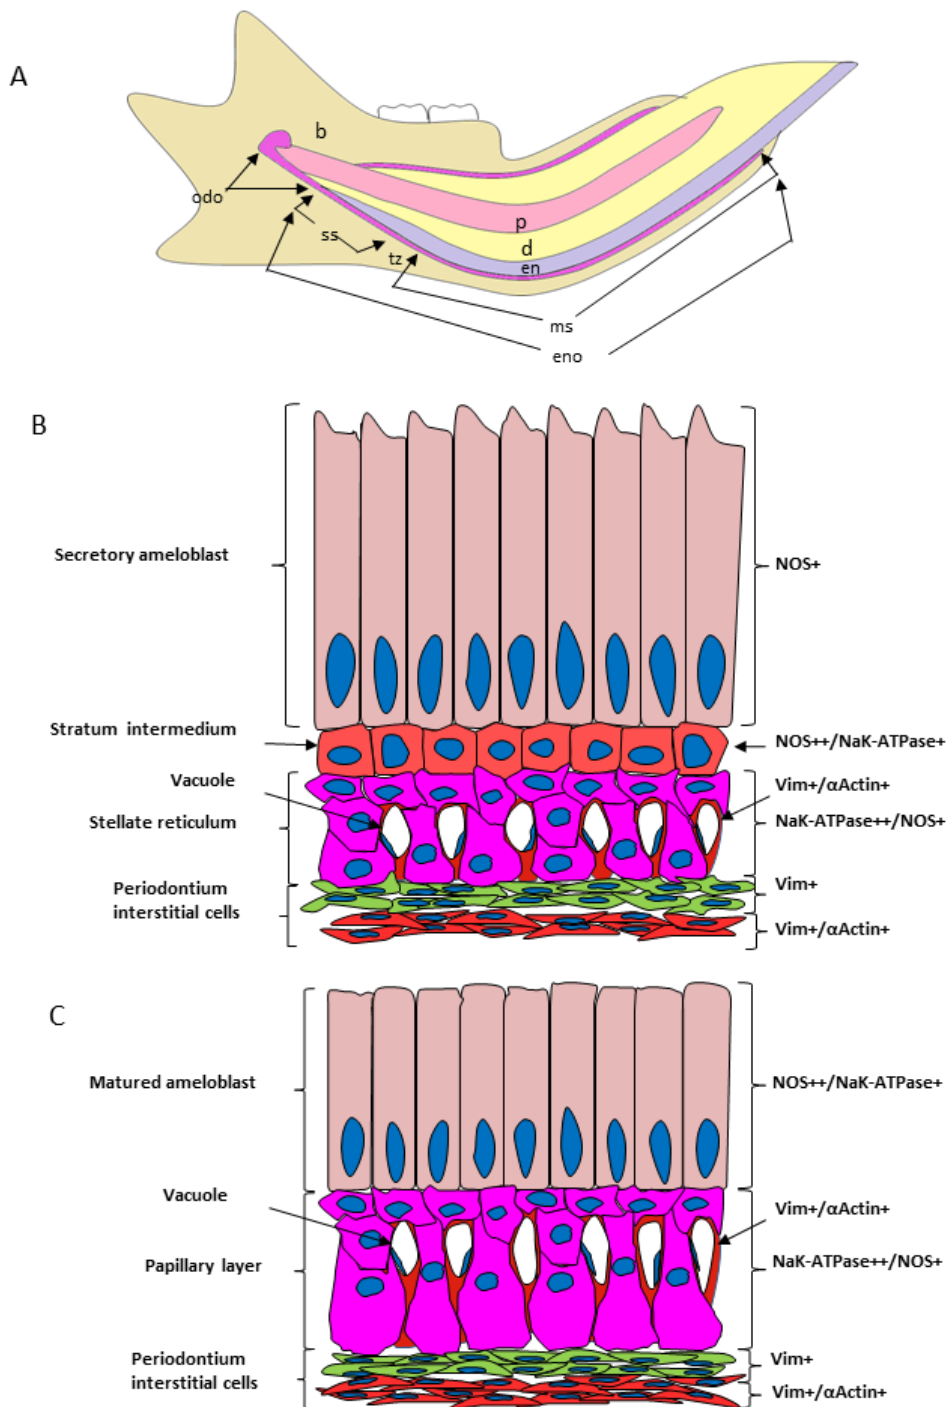 A
b
odo
ss
tz
p
d
en
ms
eno
B
Secretory ameloblast
NOS+
Stratum intermedium
NOS++/NaK-ATPase+
Vacuole
Vim+/αActin+
Stellate reticulum
NaK-ATPase++/NOS+
Periodontium
interstitial cells
Vim+
Vim+/αActin+
C
Matured ameloblast
NOS++/NaK-ATPase+
Vacuole
Vim+/αActin+
Papillary layer
NaK-ATPase++/NOS+
Periodontium
interstitial cells
Vim+
Vim+/αActin+